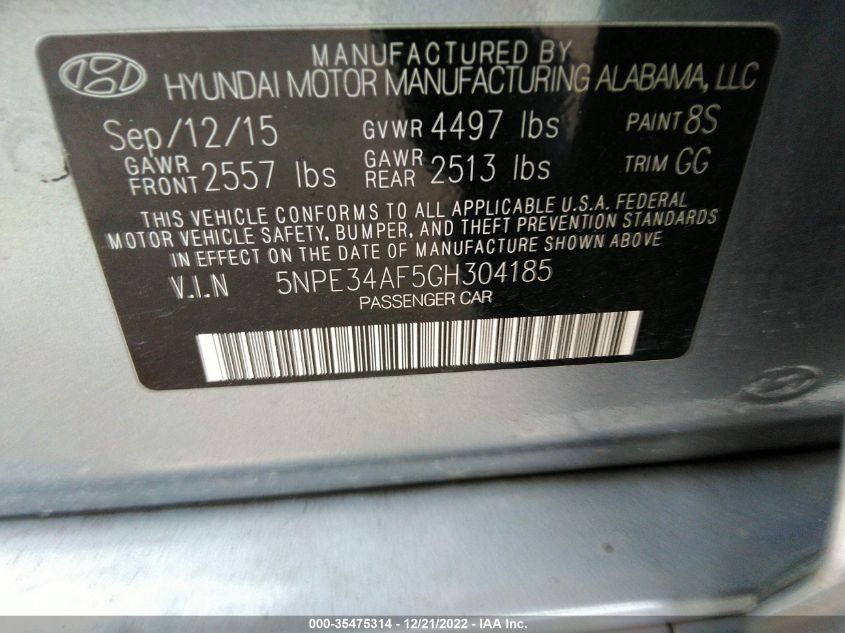 MANUFACTURED BY
HYUNDAI MOTOR MANUFACTURING ALABAMA, LLC
Sep/12/15 GVWR 4497 lbs PAINT 8S
GAWR FRONT 2557 lbs GAWR REAR 2513 lbs TRIM GG
THIS VEHICLE CONFORMS TO ALL APPLICABLE U.S.A. FEDERAL
MOTOR VEHICLE SAFETY, BUMPER, AND THEFT PREVENTION STANDARDS
IN EFFECT ON THE DATE OF MANUFACTURE SHOWN ABOVE
V.I.N 5NPE34AF5GH304185
PASSENGER CAR
000-35475314 - 12/21/2022 - IAA Inc.